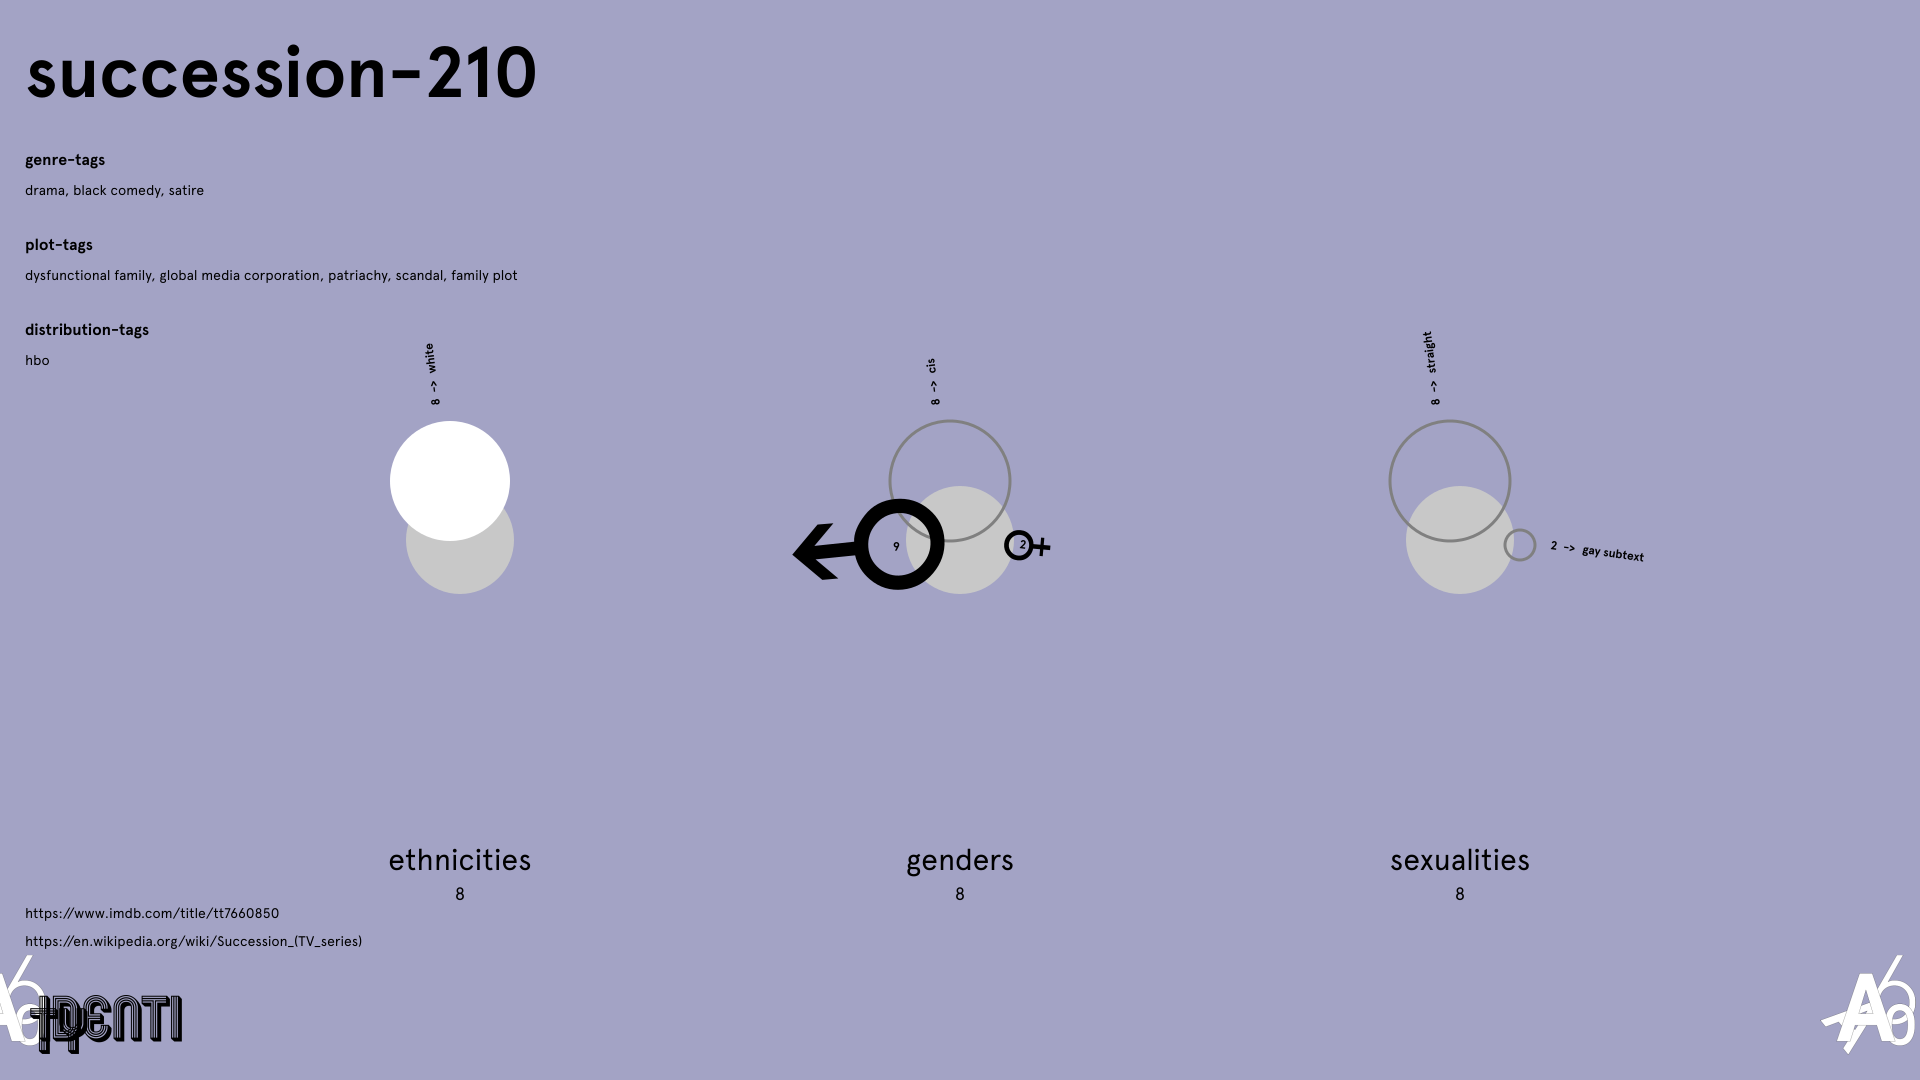 succession-210
genre-tags
drama, black comedy, satire
plot-tags
dysfunctional family, global media corporation, patriachy, scandal, family plot
distribution-tags
hbo
8 -> white
8 -> cis
9
2
8 -> straight
2 -> gay subtext
ethnicities
8
genders
8
sexualities
8
https://www.imdb.com/title/tt7660850
https://en.wikipedia.org/wiki/Succession_(TV_series)
IDENTI